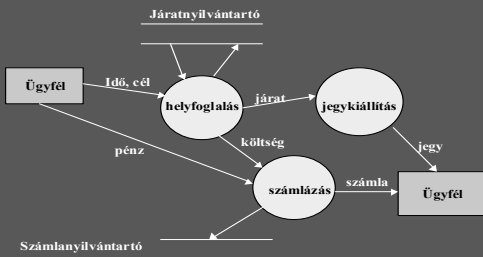 Járatnyilvántartó
Ügyfél
Idő, cél
helyfoglalás
járat
jegykiállítás
pénz
költség
jegy
számlázás
számla
Ügyfél
Számlanyilvántartó